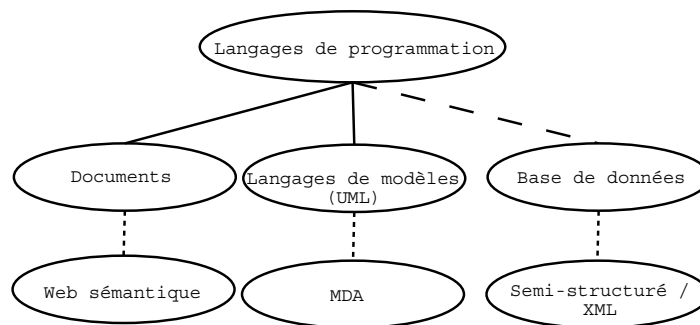 Langages de programmation
Documents
Langages de modèles
(UML)
Base de données
Web sémantique
MDA
Semi-structuré /
XML